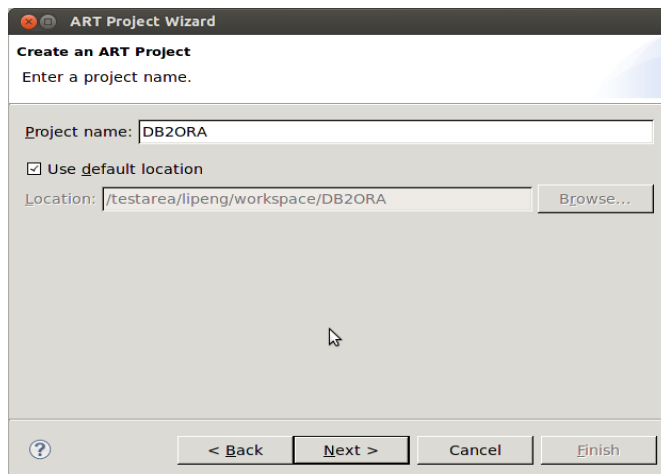 ART Project Wizard
Create an ART Project
Enter a project name.
Project name: DB2ORA
Use default location
Location: /testarea/lipeng/workspace/DB2ORA Browse...
? < Back Next > Cancel Finish